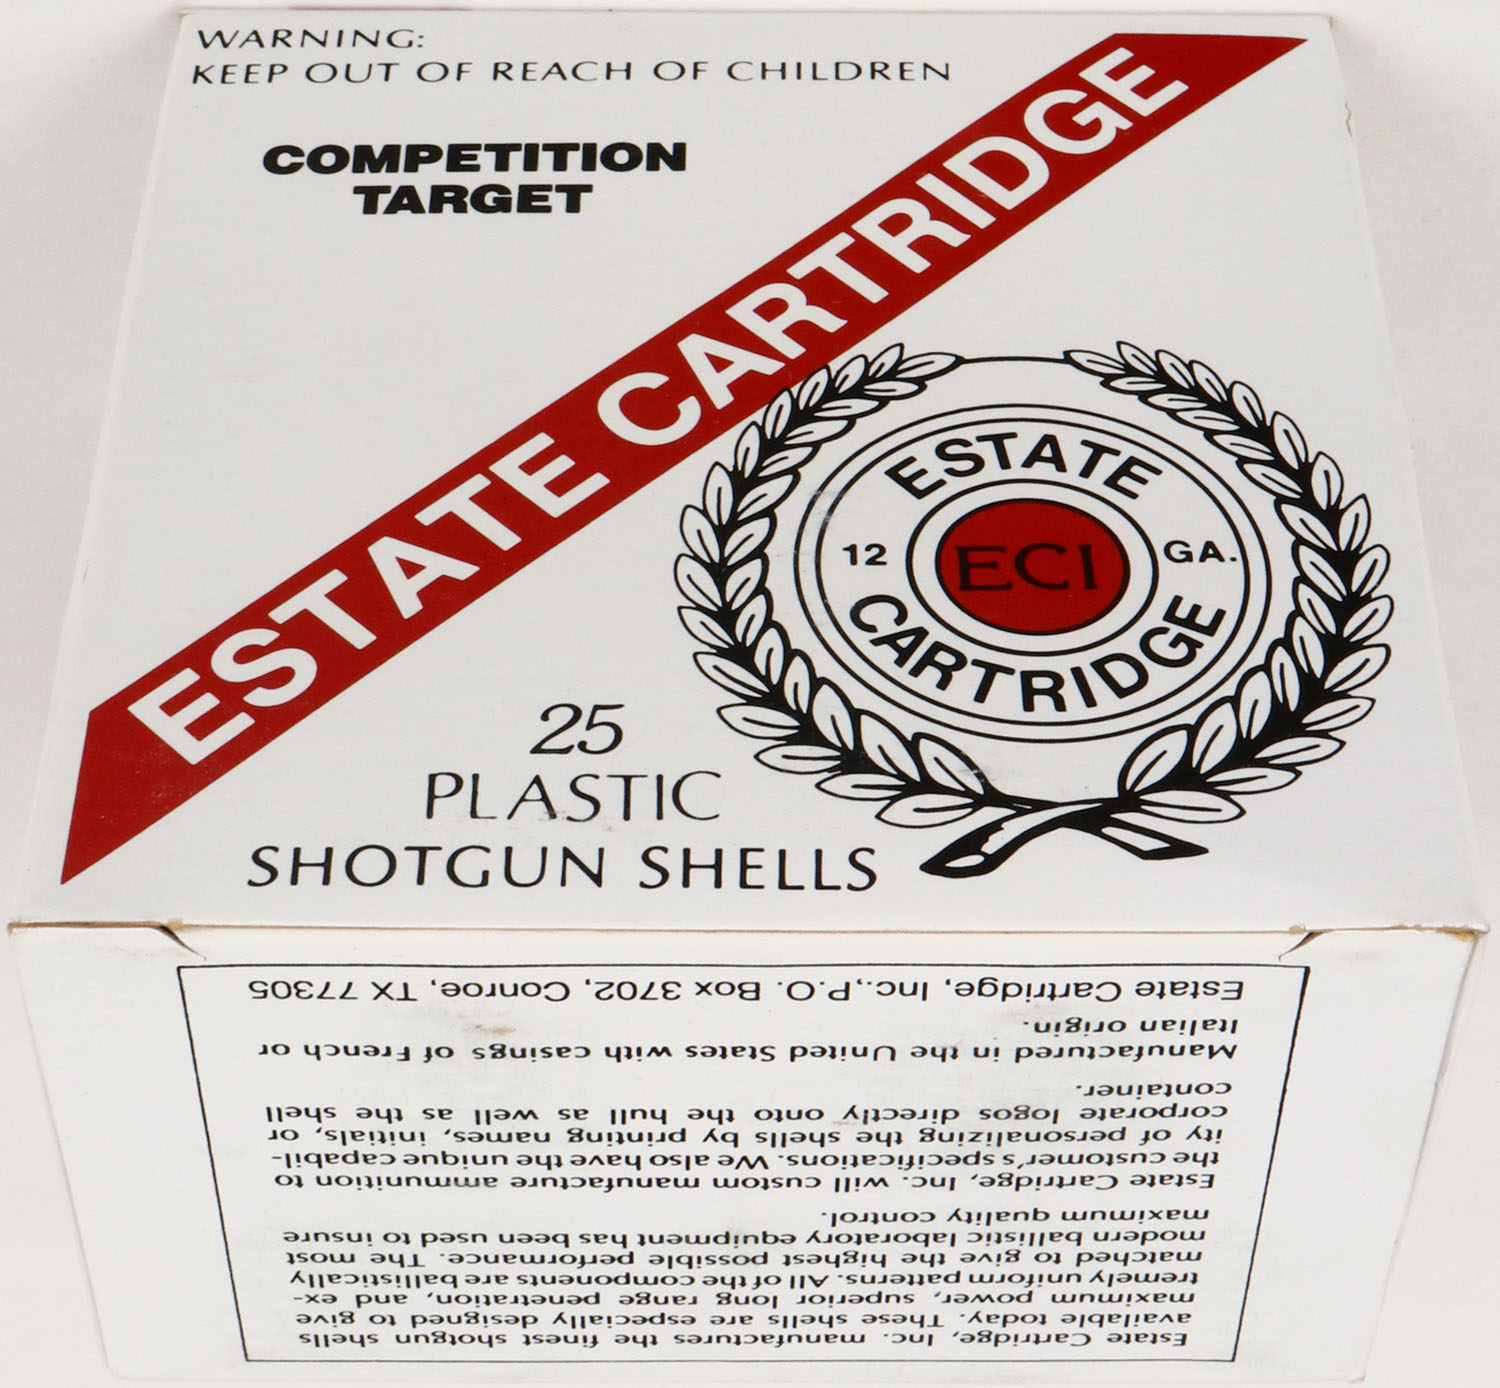 WARNING:
KEEP OUT OF REACH OF CHILDREN
COMPETITION
TARGET
ESTATE CARTRIDGE
ESTATE
12 GA.
ECI
CARTRIDGE
25
PLASTIC
SHOTGUN SHELLS
Estate Cartridge, Inc. manufactures the finest shotgun shells
available today. These shells are especially designed to give
maximum power, superior long range penetration, and ex-
tremely uniform patterns. All of the components are ballistically
matched to give the highest possible performance. The most
modern ballistic laboratory equipment has been used to insure
maximum quality control.
Estate Cartridge, Inc. will custom manufacture ammunition to
the customer's specifications. We also have the unique capabil-
ity of personalizing the shells by printing names, initials, or
corporate logos directly onto the hull as well as the shell
container.
Manufactured in the United States with casings of French or
Italian origin.
Estate Cartridge, Inc., P.O. Box 3702, Conroe, TX 77305